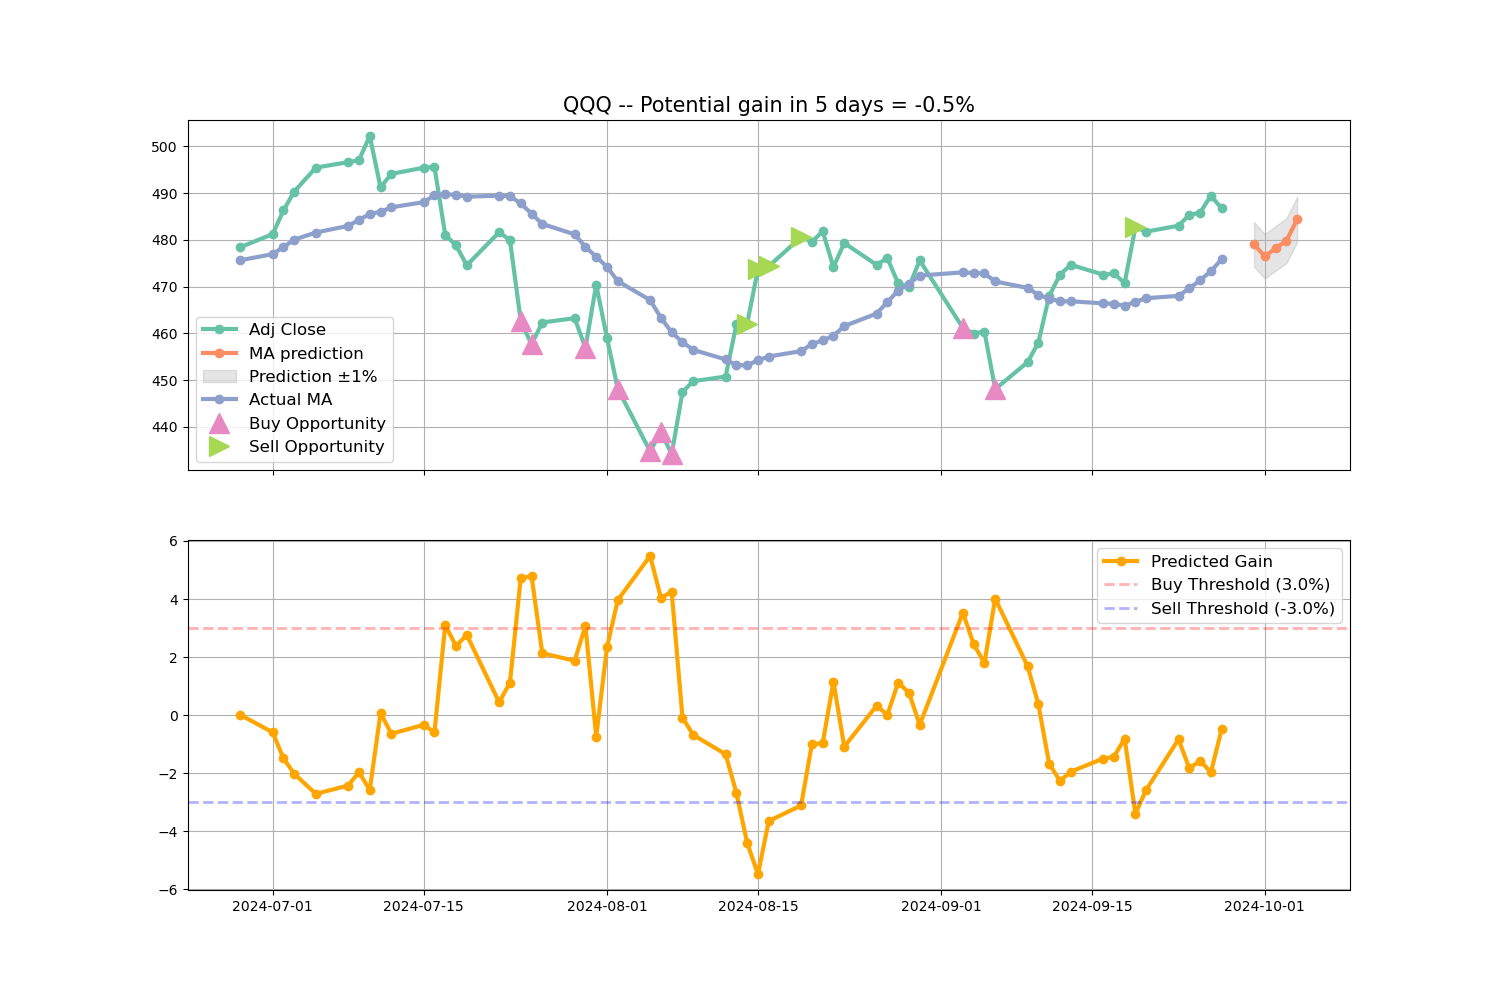 QQQ -- Potential gain in 5 days = -0.5%
500
490
480
470
460
450
440
Adj Close
MA prediction
Prediction ±1%
Actual MA
Buy Opportunity
Sell Opportunity
6
4
2
0
−2
−4
−6
Predicted Gain
Buy Threshold (3.0%)
Sell Threshold (-3.0%)
2024-07-01
2024-07-15
2024-08-01
2024-08-15
2024-09-01
2024-09-15
2024-10-01